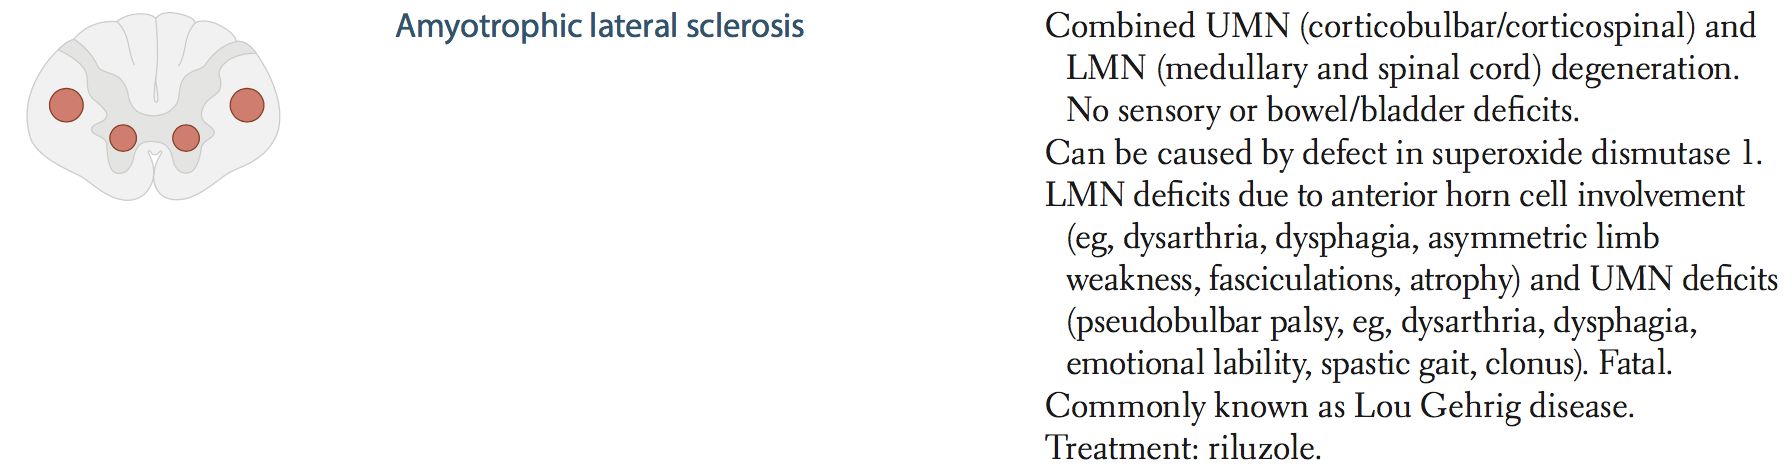 Amyotrophic lateral sclerosis
Combined UMN (corticobulbar/corticospinal) and
LMN (medullary and spinal cord) degeneration.
No sensory or bowel/bladder deficits.
Can be caused by defect in superoxide dismutase 1.
LMN deficits due to anterior horn cell involvement
(eg, dysarthria, dysphagia, asymmetric limb
weakness, fasciculations, atrophy) and UMN deficits
(pseudobulbar palsy, eg, dysarthria, dysphagia,
emotional lability, spastic gait, clonus). Fatal.
Commonly known as Lou Gehrig disease.
Treatment: riluzole.